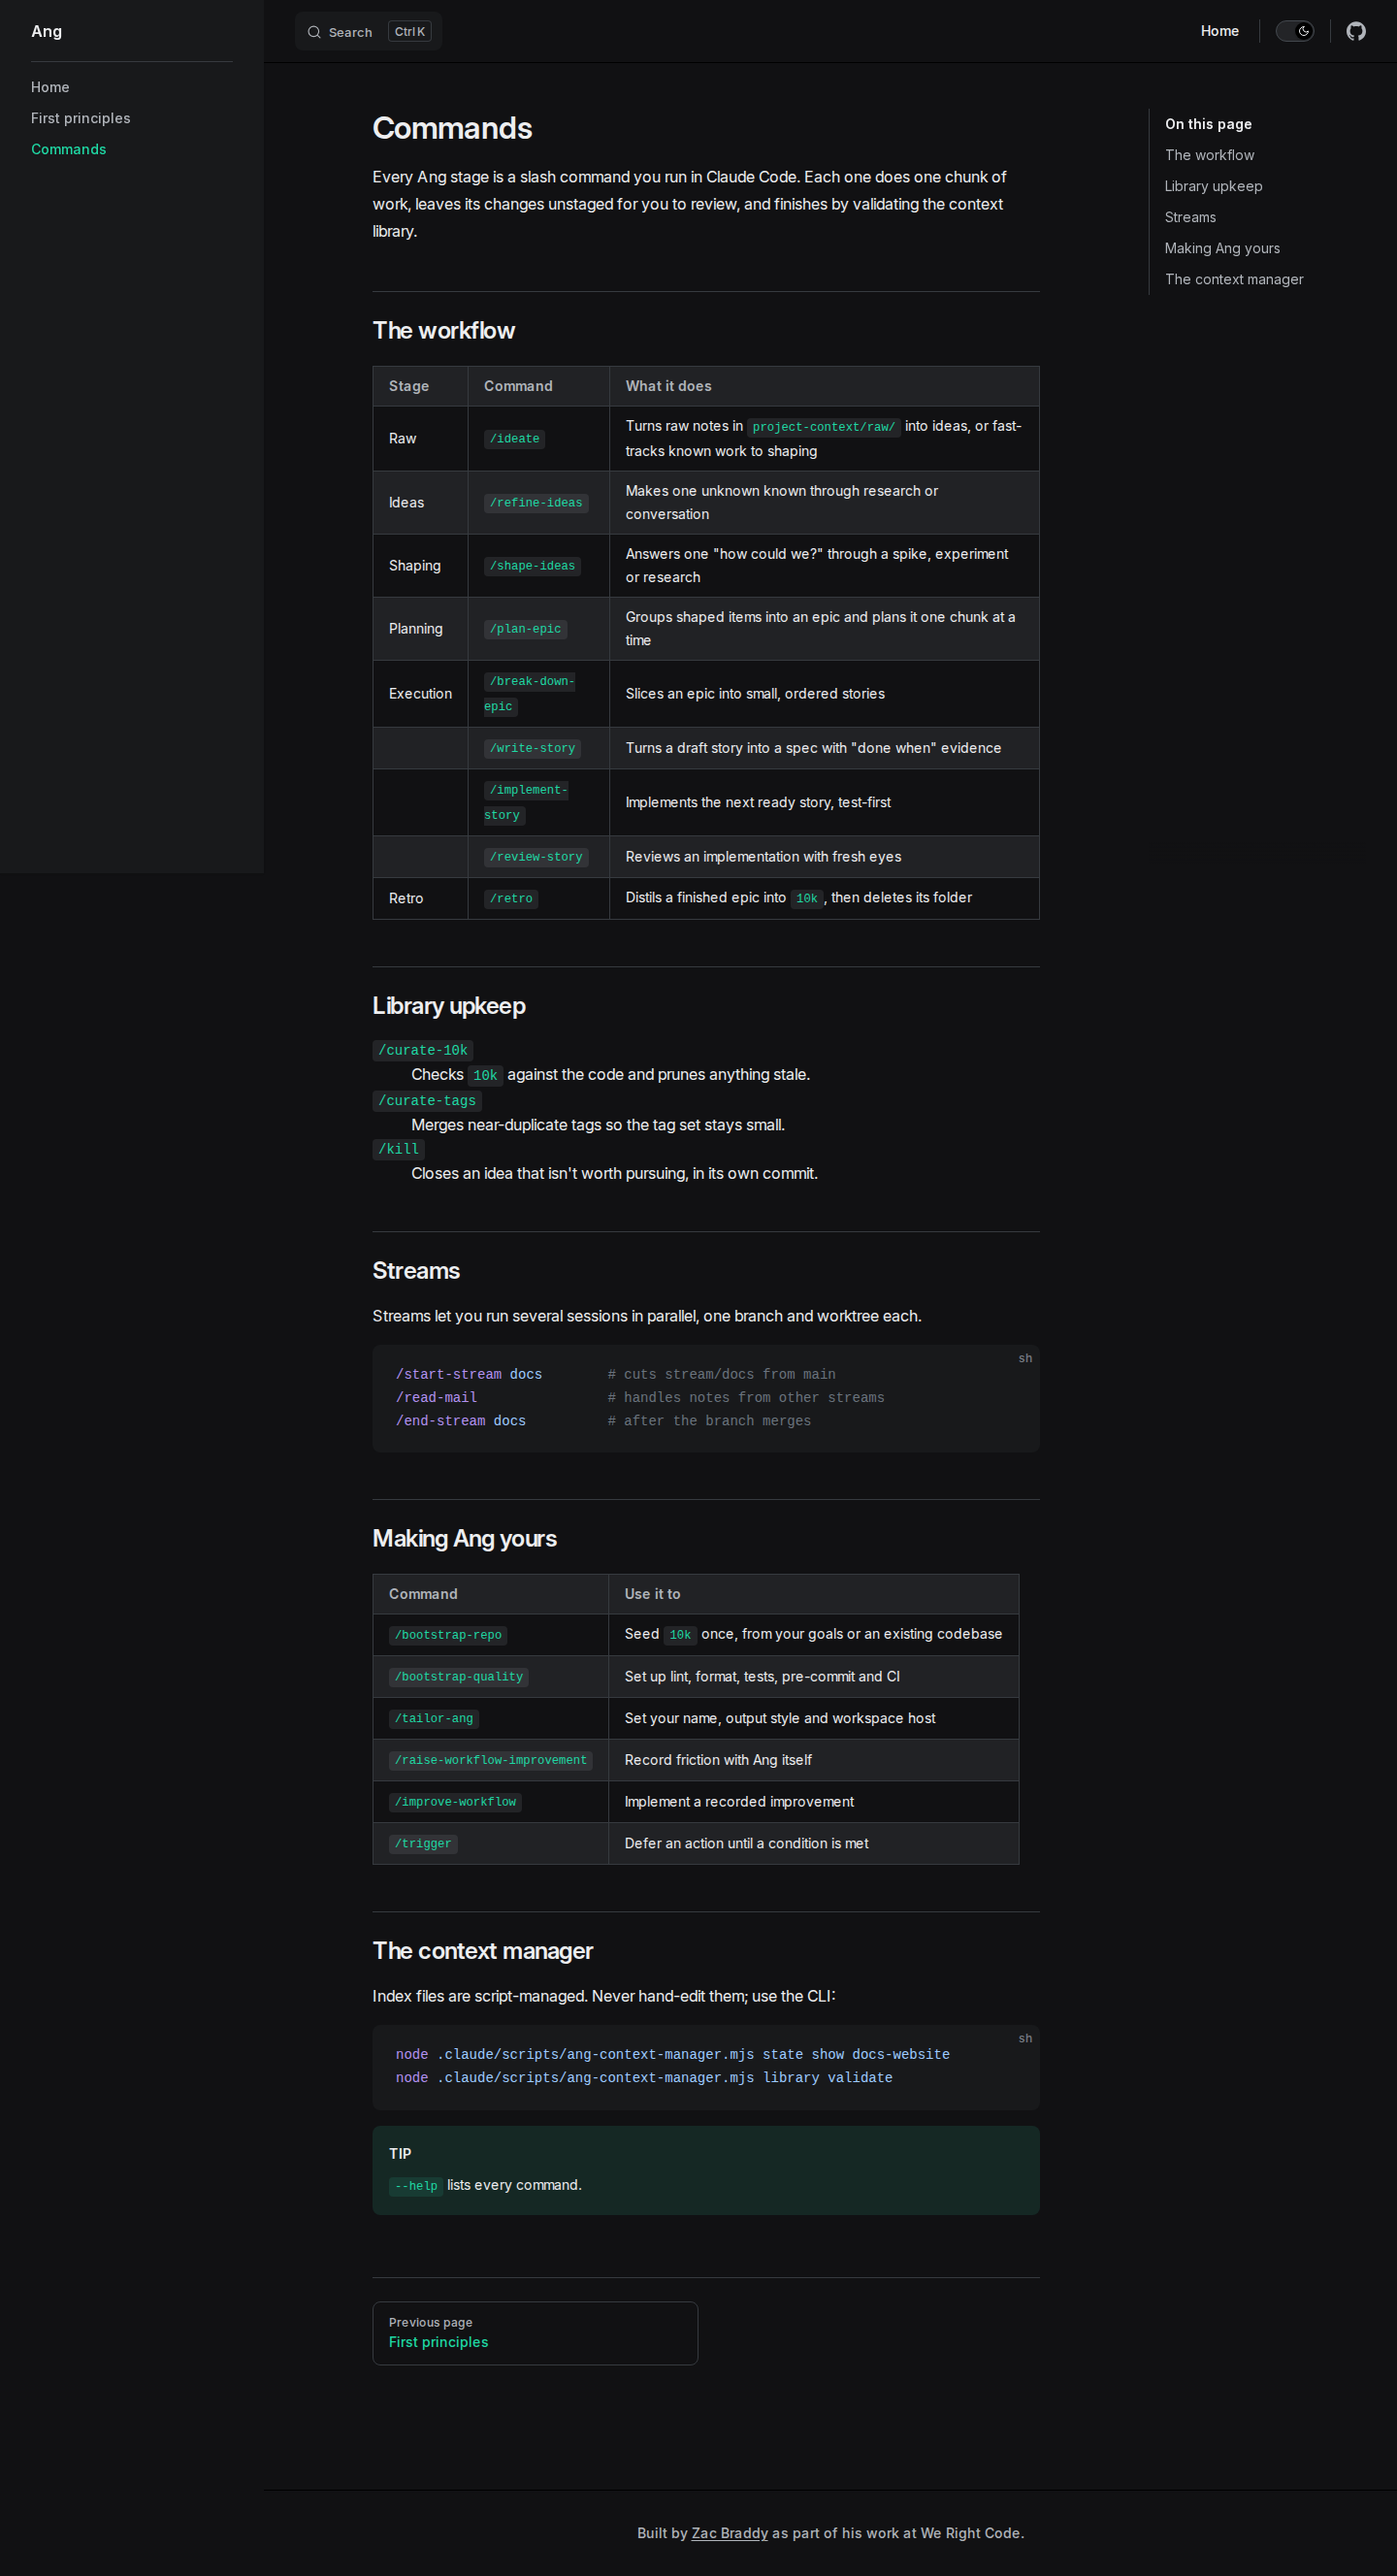 Ang
Home
First principles
Commands
Search
Ctrl K
Home
Commands
Every Ang stage is a slash command you run in Claude Code. Each one does one chunk of
work, leaves its changes unstaged for you to review, and finishes by validating the context
library.
On this page
The workflow
Library upkeep
Streams
Making Ang yours
The context manager
The workflow
Stage Command What it does
Raw /ideate Turns raw notes in project-context/raw/ into ideas, or fast-
tracks known work to shaping
Ideas /refine-ideas Makes one unknown known through research or
conversation
Shaping /shape-ideas Answers one "how could we?" through a spike, experiment
or research
Planning /plan-epic Groups shaped items into an epic and plans it one chunk at a
time
Execution /break-down-
epic Slices an epic into small, ordered stories
/write-story Turns a draft story into a spec with "done when" evidence
/implement-
story Implements the next ready story, test-first
/review-story Reviews an implementation with fresh eyes
Retro /retro Distils a finished epic into 10k, then deletes its folder
Library upkeep
/curate-10k
Checks 10k against the code and prunes anything stale.
/curate-tags
Merges near-duplicate tags so the tag set stays small.
/kill
Closes an idea that isn't worth pursuing, in its own commit.
Streams
Streams let you run several sessions in parallel, one branch and worktree each.
sh
/start-stream docs # cuts stream/docs from main
/read-mail # handles notes from other streams
/end-stream docs # after the branch merges
Making Ang yours
Command Use it to
/bootstrap-repo Seed 10k once, from your goals or an existing codebase
/bootstrap-quality Set up lint, format, tests, pre-commit and CI
/tailor-ang Set your name, output style and workspace host
/raise-workflow-improvement Record friction with Ang itself
/improve-workflow Implement a recorded improvement
/trigger Defer an action until a condition is met
The context manager
Index files are script-managed. Never hand-edit them; use the CLI:
sh
node .claude/scripts/ang-context-manager.mjs state show docs-website
node .claude/scripts/ang-context-manager.mjs library validate
TIP
--help lists every command.
Previous page
First principles
Built by Zac Braddy as part of his work at We Right Code.